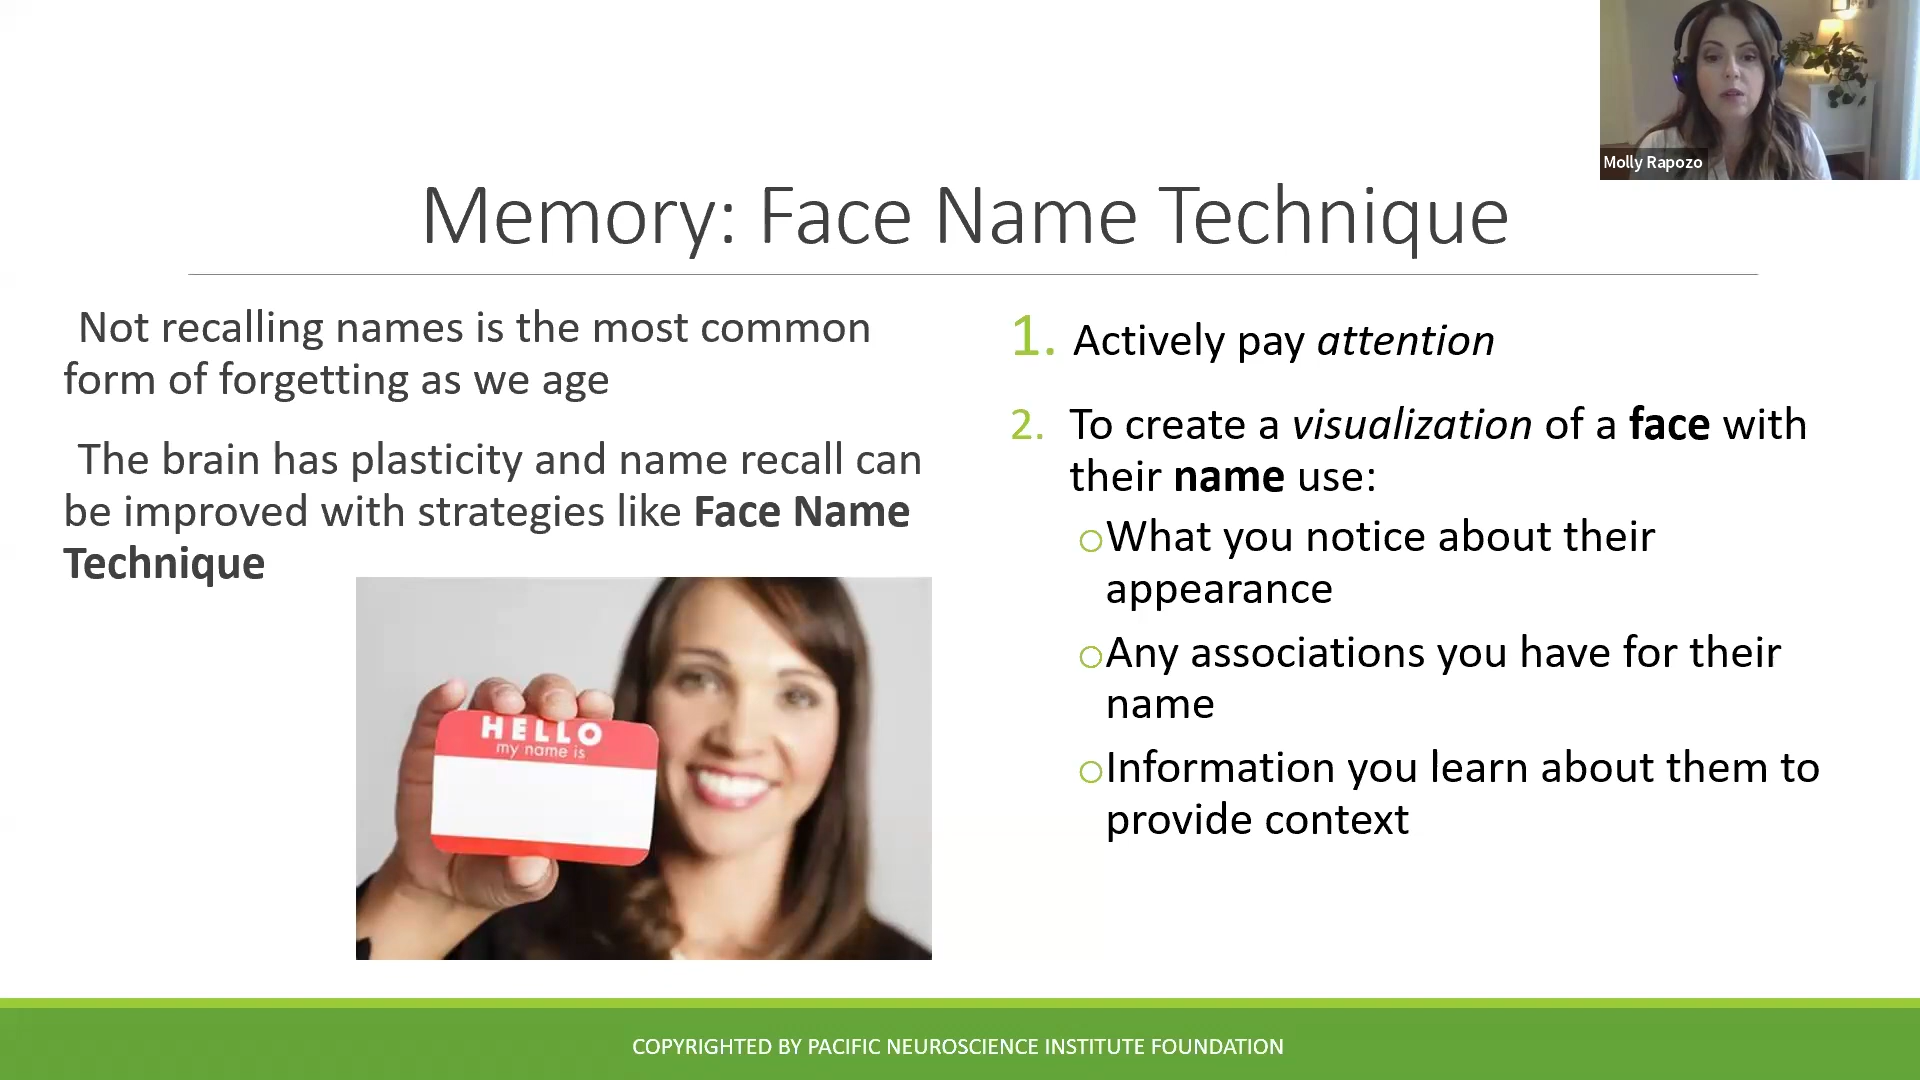 Molly Rapozo
Memory: Face Name Technique
Not recalling names is the most common
form of forgetting as we age
The brain has plasticity and name recall can
be improved with strategies like Face Name
Technique
HELLO
my name is
1. Actively pay attention
2. To create a visualization of a face with
their name use:
oWhat you notice about their
appearance
oAny associations you have for their
name
oInformation you learn about them to
provide context
COPYRIGHTED BY PACIFIC NEUROSCIENCE INSTITUTE FOUNDATION